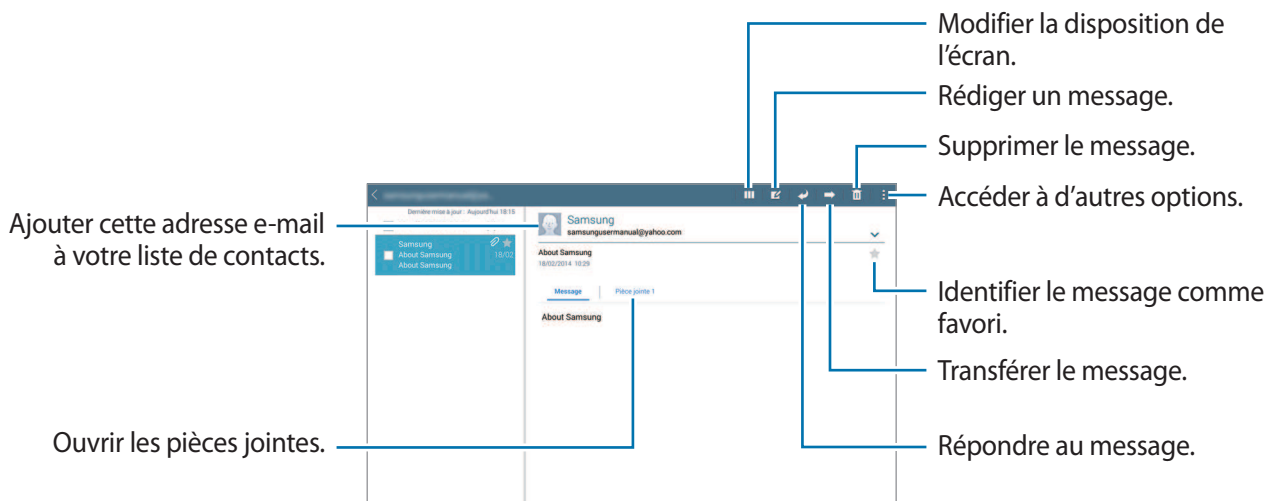 Modifier la disposition de
l'écran.
Rédiger un message.
Supprimer le message.
Accéder à d'autres options.
Ajouter cette adresse e-mail
à votre liste de contacts.
Dernière mise à jour : Aujourd'hui 18:15
Samsung
About Samsung 18/02
About Samsung
Samsung
samsungusermanual@yahoo.com
About Samsung
18/02/2014 10:29
Message Pièce jointe 1
About Samsung
Identifier le message comme
favori.
Transférer le message.
Ouvrir les pièces jointes.
Répondre au message.